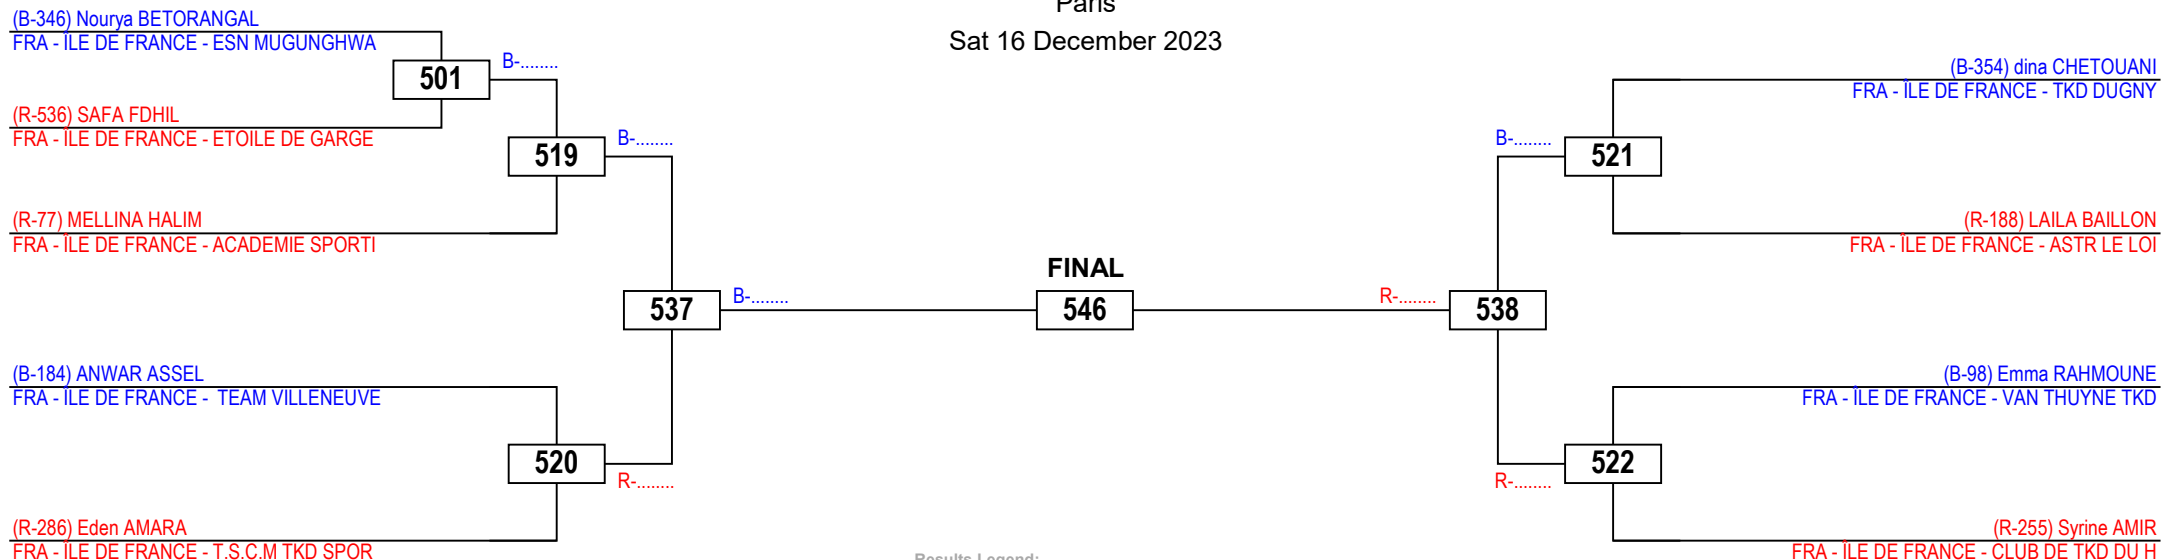 Paris
Sat 16 December 2023
(B-346) Nourya BETORANGAL
FRA - ÎLE DE FRANCE - ESN MUGUNGHWA
501
B-........
(R-536) SAFA FDHIL
FRA - ÎLE DE FRANCE - ETOILE DE GARGE
519
B-........
(R-77) MELLINA HALIM
FRA - ÎLE DE FRANCE - ACADEMIE SPORTI
537
B-........
(B-184) ANWAR ASSEL
FRA - ÎLE DE FRANCE - TEAM VILLENEUVE
520
R-........
(R-286) Eden AMARA
FRA - ÎLE DE FRANCE - T.S.C.M TKD SPOR
FINAL
546
(B-354) dina CHETOUANI
FRA - ÎLE DE FRANCE - TKD DUGNY
B-........
521
(R-188) LAILA BAILLON
FRA - ÎLE DE FRANCE - ASTR LE LOI
R-........
538
(B-98) Emma RAHMOUNE
FRA - ÎLE DE FRANCE - VAN THUYNE TKD
522
R-........
(R-255) Syrine AMIR
FRA - ÎLE DE FRANCE - CLUB DE TKD DU H
Results Legend: